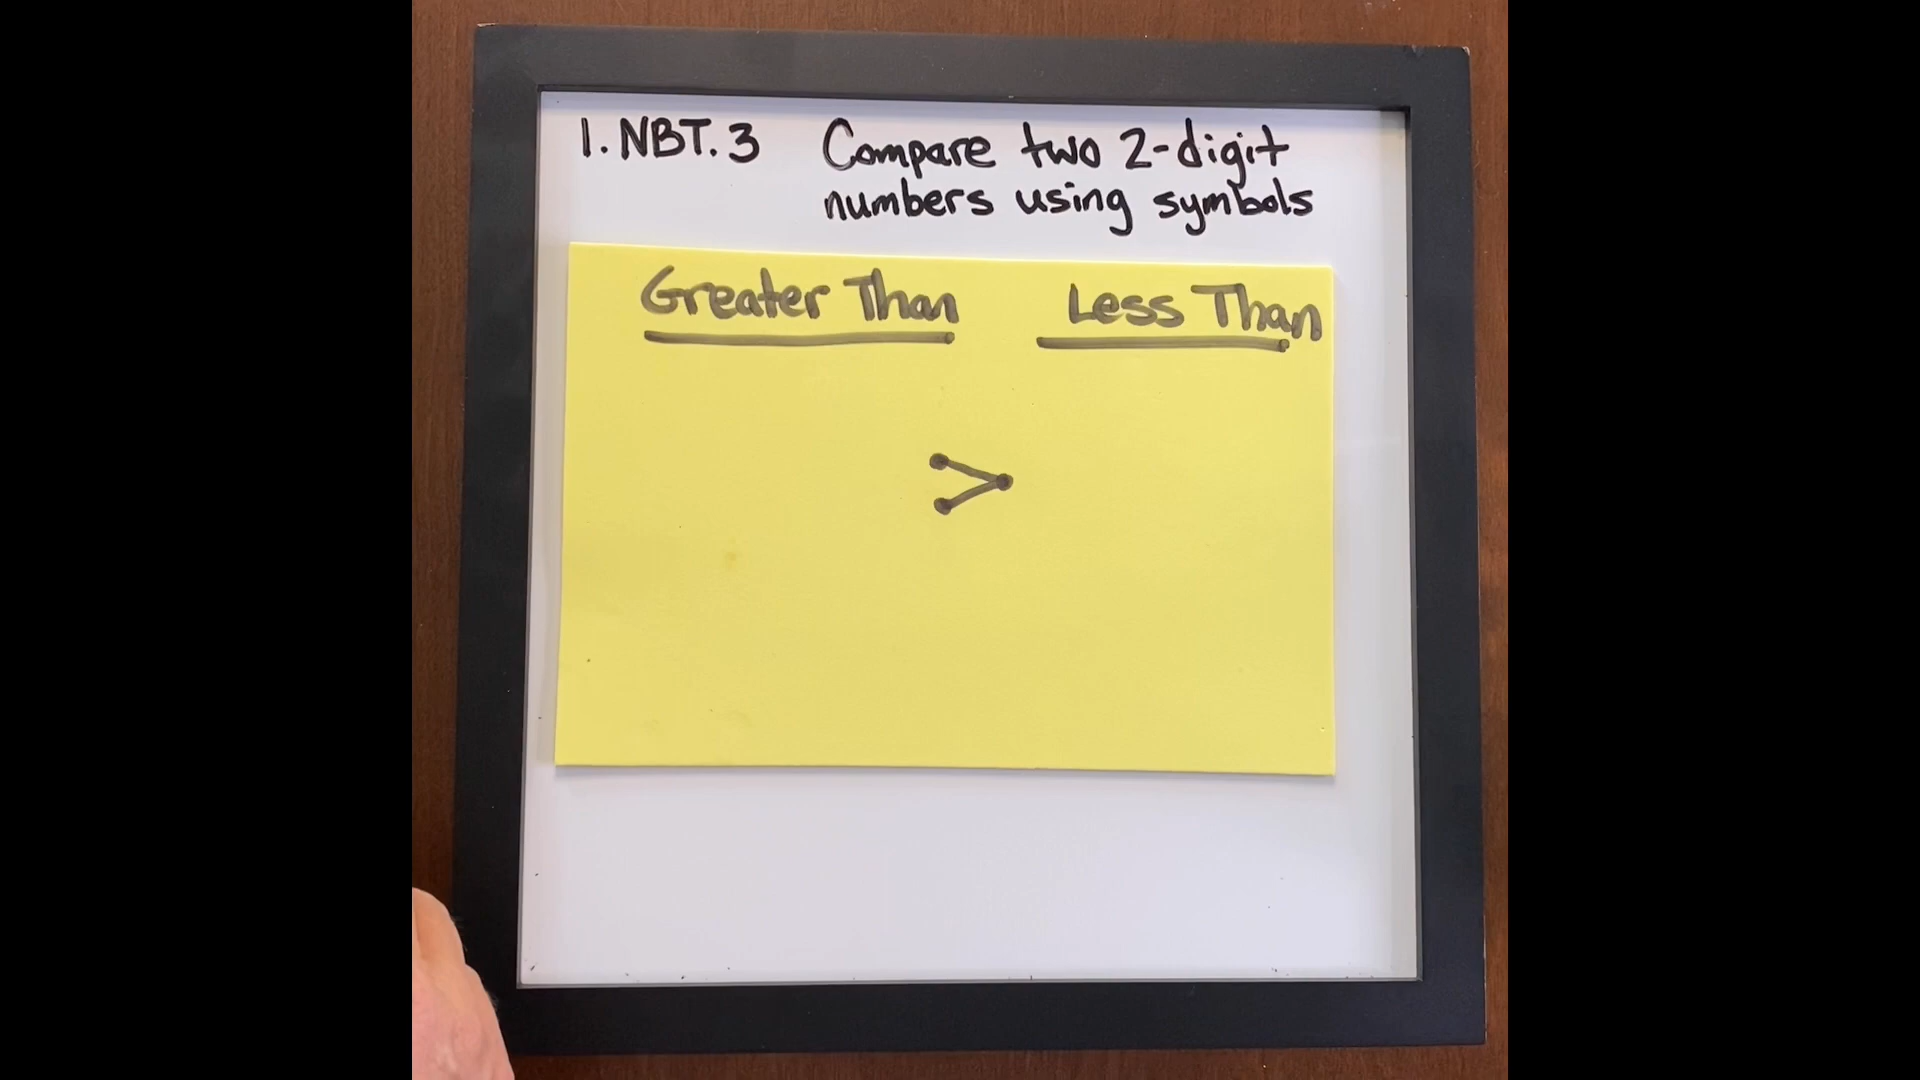 1.NBT.3 Compare two 2-digit
numbers using symbols
Greater Than Less Than
>